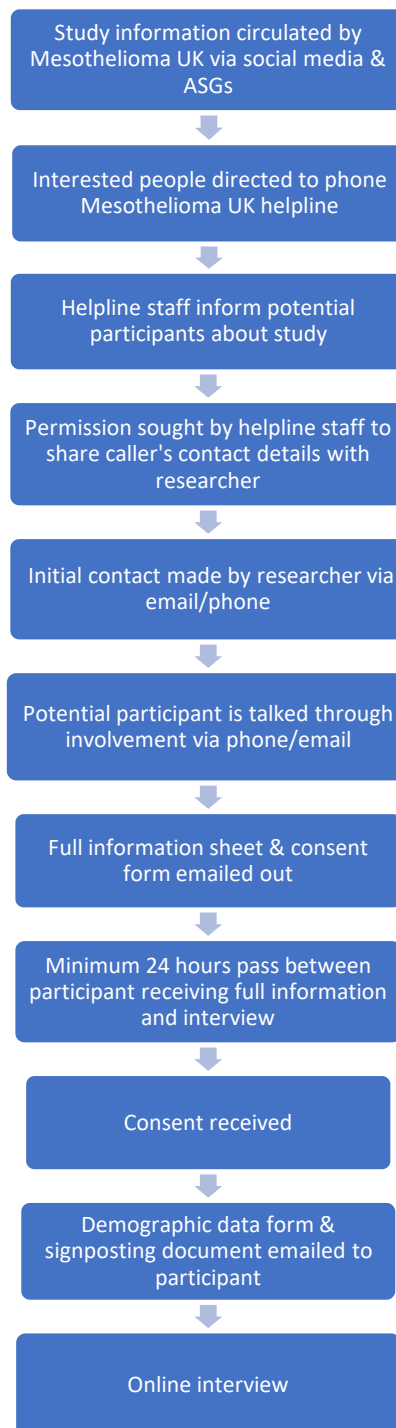 Study information circulated by
Mesothelioma UK via social media &
ASGs
Interested people directed to phone
Mesothelioma UK helpline
Helpline staff inform potential
participants about study
Permission sought by helpline staff to
share caller's contact details with
researcher
Initial contact made by researcher via
email/phone
Potential participant is talked through
involvement via phone/email
Full information sheet & consent
form emailed out
Minimum 24 hours pass between
participant receiving full information
and interview
Consent received
Demographic data form &
signposting document emailed to
participant
Online interview